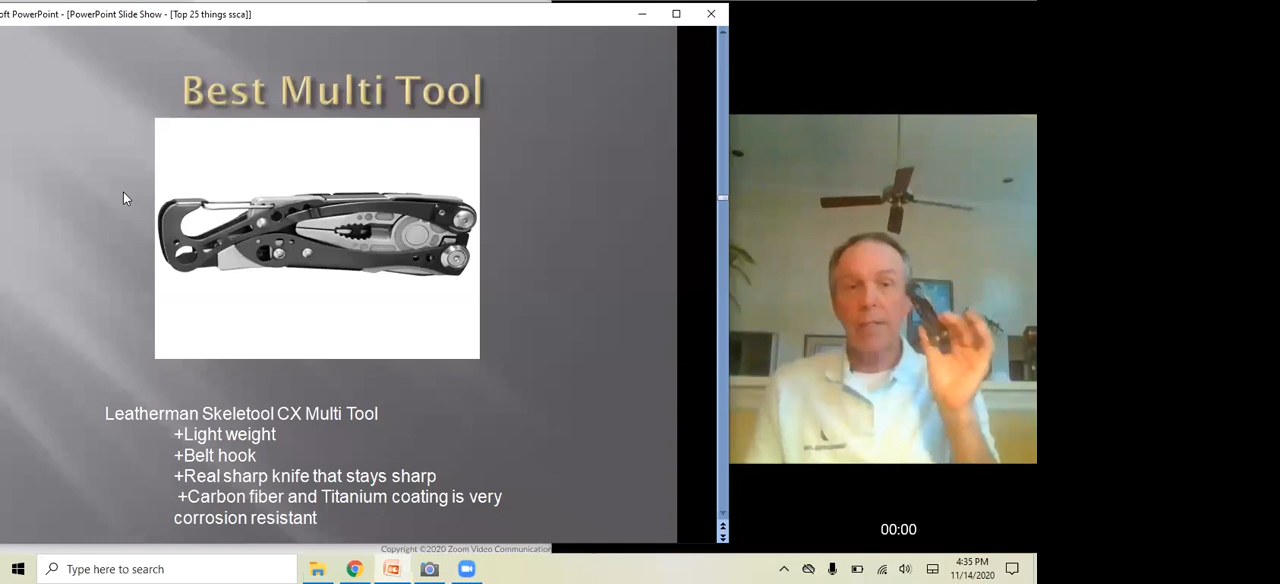 oft PowerPoint - [PowerPoint Slide Show - [Top 25 things ssca]]
Best Multi Tool
Leatherman Skeletool CX Multi Tool
+Light weight
+Belt hook
+Real sharp knife that stays sharp
+Carbon fiber and Titanium coating is very
corrosion resistant
00:00
Copyright ©2020 Zoom Video Communication
Type here to search
4:35 PM
11/14/2020